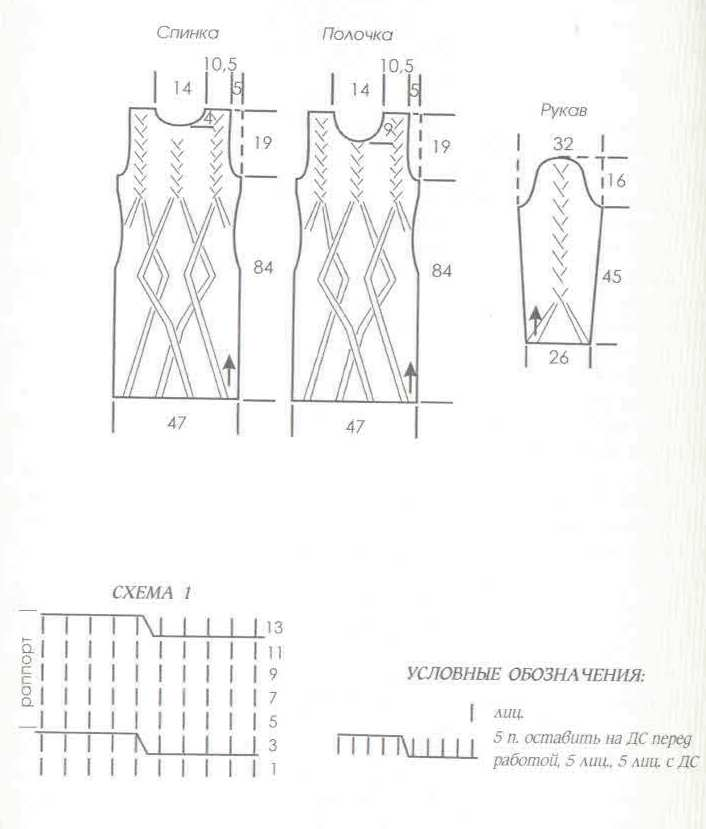 Спинка
Полочка
10,5
14
5
4
19
84
47
10,5
14
5
9
19
84
47
Рукав
32
16
45
26
СХЕМА 1
раппорт
13
11
9
7
5
3
1
УСЛОВНЫЕ ОБОЗНАЧЕНИЯ:
лиц.
5 п. оставить на ДС перед
работой, 5 лиц., 5 лиц. с ДС